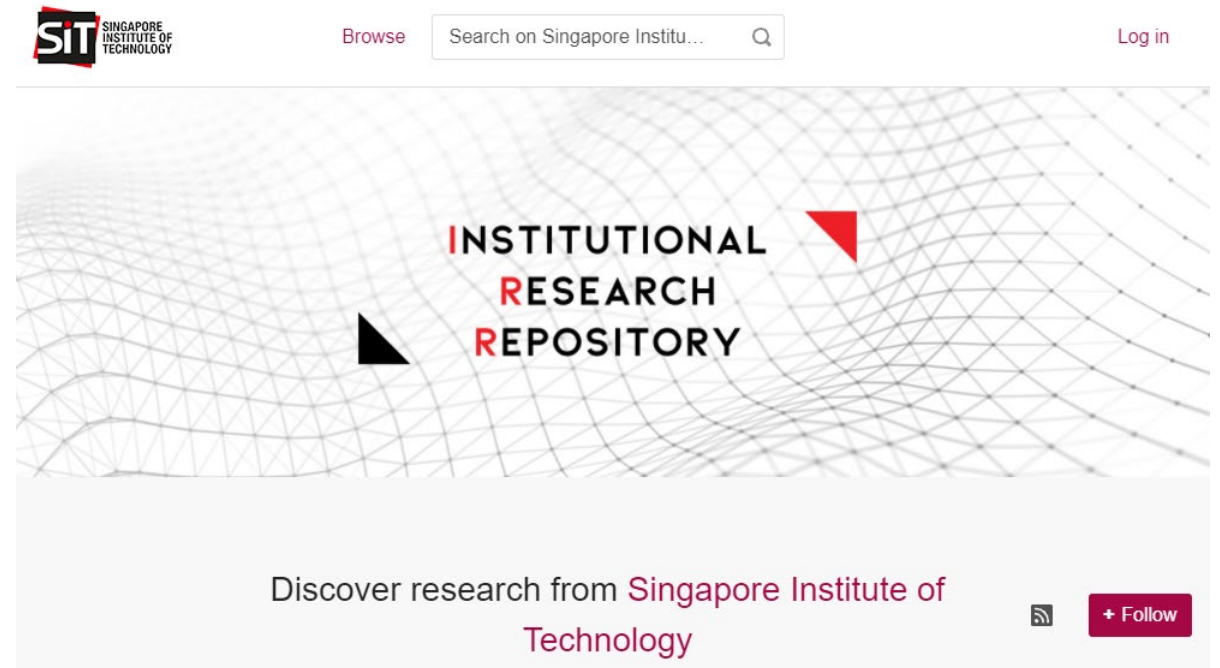 SiT SINGAPORE
INSTITUTE OF
TECHNOLOGY
Browse
Search on Singapore Institu...
Log in
INSTITUTIONAL
RESEARCH
REPOSITORY
Discover research from Singapore Institute of
Technology
+ Follow